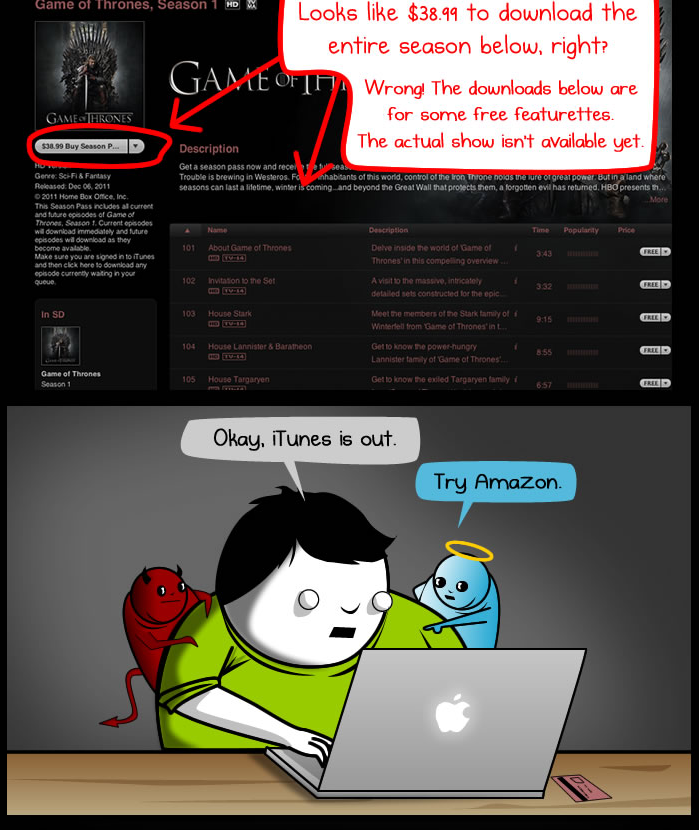 Game of Thrones, Season 1 HD
Looks like $38.99 to download the
entire season below, right?
Wrong! The downloads below are
for some free featurettes.
The actual show isn't available yet.
GAME OF THRONES
GAME OF TH
$38.99 Buy Season P...
Genre: Sci-Fi & Fantasy
Released: Dec 06, 2011
© 2011 Home Box Office, Inc.
This Season Pass includes all current
and future episodes of Game of
Thrones, Season 1. Current episodes
will download immediately and future
episodes will download as they
become available.
Make sure you are signed in to iTunes
and then click here to download any
episode currently waiting in your
queue.
In SD
Game of Thrones
Season 1
Description
Get a season pass now and receive the full seas
Trouble is brewing in Westeros. For inhabitants of this world, control of the Iron Throne holds the lure of great power. But in a land where
seasons can last a lifetime, winter is coming...and beyond the Great Wall that protects them, a forgotten evil has returned. HBO presents th...
...More
▲ Name Description Time Popularity Price
101 About Game of Thrones Delve inside the world of 'Game of i 3:43 FREE
HD TV-14 Thrones' in this compelling overview ...
102 Invitation to the Set A visit to the massive, intricately 3:32 FREE
HD TV-14 detailed sets constructed for the epic...
103 House Stark Meet the members of the Stark family of i 9:15 FREE
HD TV-14 Winterfell from 'Game of Thrones' in t...
104 House Lannister & Baratheon Get to know the power-hungry i 8:55 FREE
HD TV-14 Lannister family of 'Game of Thrones'...
105 House Targaryen Get to know the exiled Targaryen family i 6:57 FREE
Okay, iTunes is out.
Try Amazon.